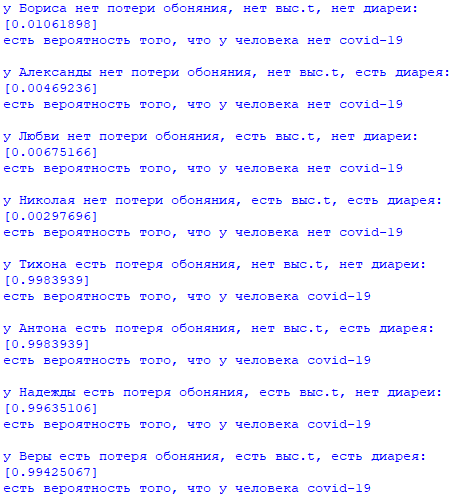 у Бориса нет потери обоняния, нет выс.t, нет диареи:
[0.01061898]
есть вероятность того, что у человека нет covid-19
у Александы нет потери обоняния, нет выс.t, есть диарея:
[0.00469236]
есть вероятность того, что у человека нет covid-19
у Любви нет потери обоняния, есть выс.t, нет диареи:
[0.00675166]
есть вероятность того, что у человека нет covid-19
у Николая нет потери обоняния, есть выс.t, есть диарея:
[0.00297696]
есть вероятность того, что у человека нет covid-19
у Тихона есть потеря обоняния, нет выс.t, нет диареи:
[0.9983939]
есть вероятность того, что у человека covid-19
у Антона есть потеря обоняния, нет выс.t, есть диарея:
[0.9983939]
есть вероятность того, что у человека covid-19
у Надежды есть потеря обоняния, есть выс.t, нет диареи:
[0.99635106]
есть вероятность того, что у человека covid-19
у Веры есть потеря обоняния, есть выс.t, есть диарея:
[0.99425067]
есть вероятность того, что у человека covid-19